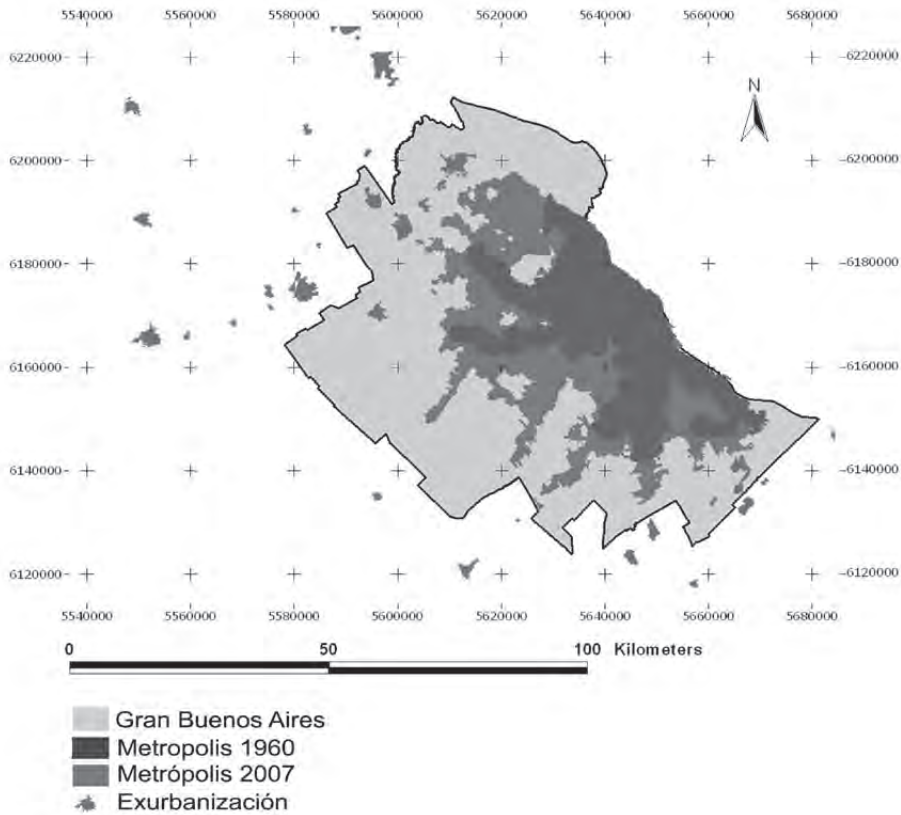 5540000 5560000 5580000 5600000 5620000 5640000 5660000 5680000
6220000 6220000
N
6200000 6200000
6180000 6180000
6160000 6160000
6140000 6140000
6120000 6120000
5540000 5560000 5580000 5600000 5620000 5640000 5660000 5680000
0 50 100 Kilometers
Gran Buenos Aires
Metropolis 1960
Metrópolis 2007
Exurbanización